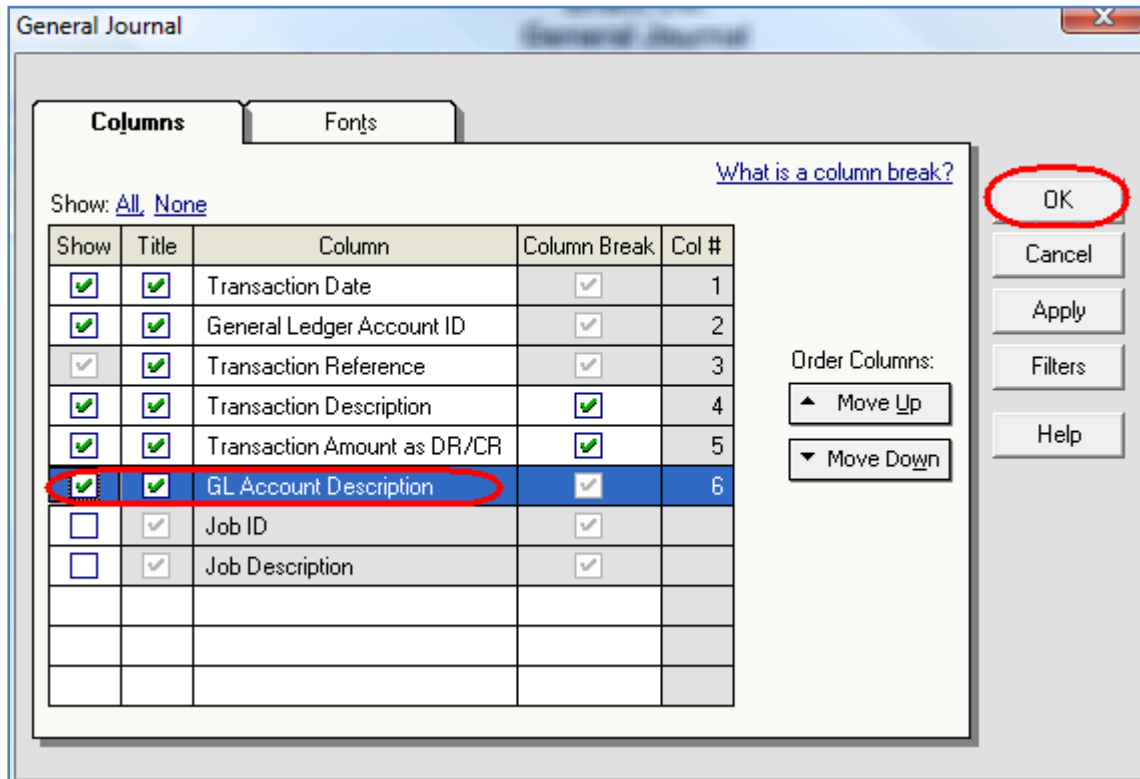 General Journal
General Journal
Columns Fonts
What is a column break?
Show: All, None
Show Title Column Column Break Col #
Transaction Date 1
General Ledger Account ID 2
Transaction Reference 3
Transaction Description 4
Transaction Amount as DR/CR 5
GL Account Description 6
Job ID
Job Description
Order Columns:
Move Up
Move Down
OK
Cancel
Apply
Filters
Help